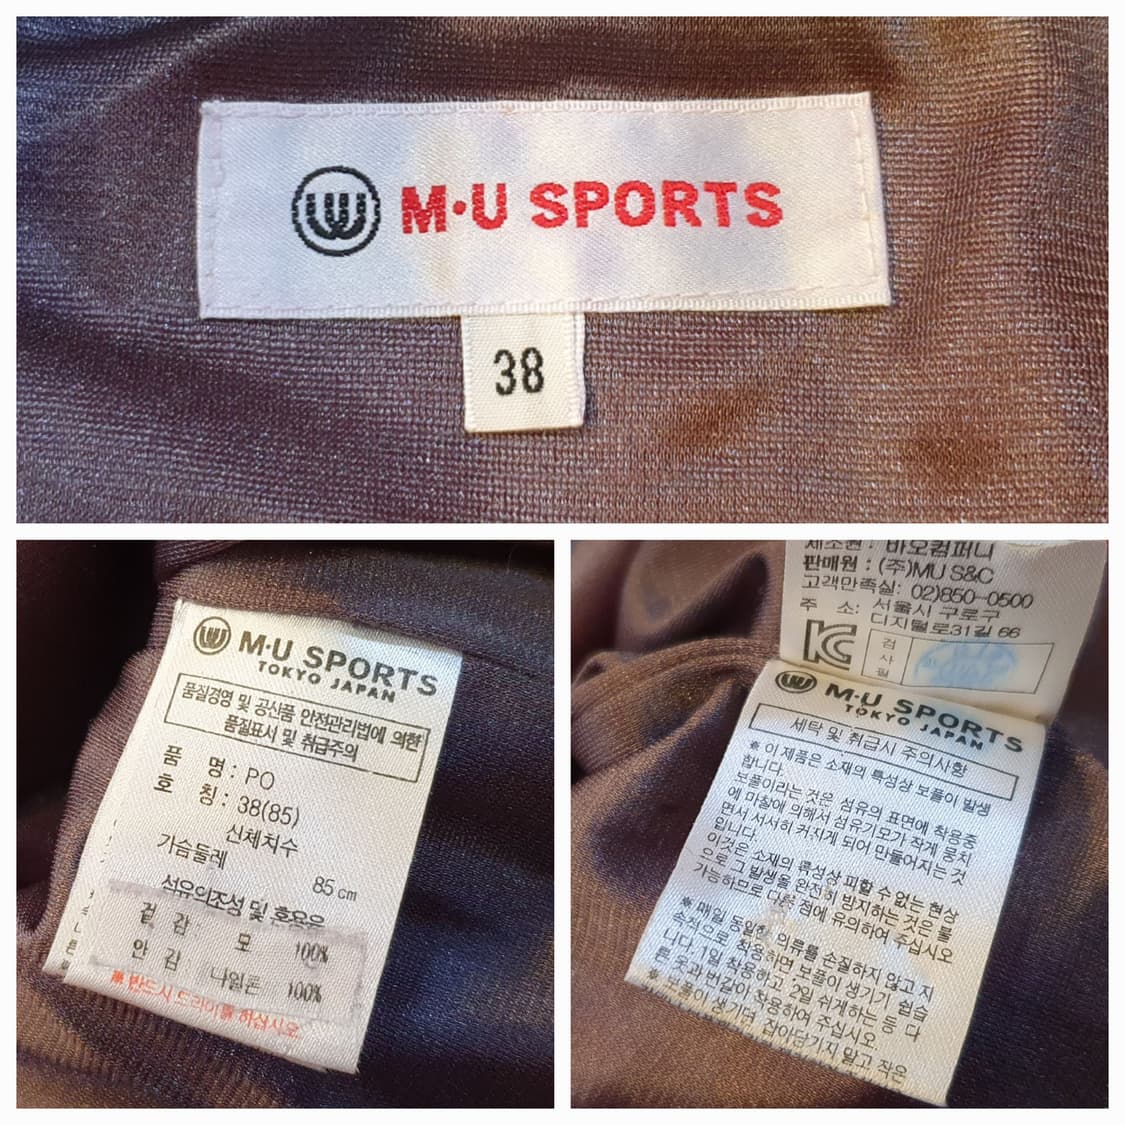 M·U SPORTS
38
M·U SPORTS
TOKYO JAPAN
품질경영 및 공산품 안전관리법에 의한
품질표시 및 취급주의
품 명 : PO
호 칭 : 38(85)
신체치수
가슴둘레
85 cm
섬유의조성 및 혼용율
겉 감 모 100%
안 감 나일론 100%
※ 반드시 드라이를 하십시오
제조원 : 바오컴퍼니
판매원 : (주)MU S&C
고객만족실: 02)850-0500
주 소: 서울시 구로구
디지털로31길 66
검
사
필
M·U SPORTS
TOKYO JAPAN
세탁 및 취급시 주의사항
※ 이 제품은 소재의 특성상 보풀이 발생
합니다.
보풀이라는 것은 섬유의 표면에 착용중
에 마찰에 의해서 섬유기모가 작게 뭉치
면서 서서히 커지게 되어 만들어지는 것
입니다.
이것은 소재의 특성상 피할 수 없는 현상
으로 그 발생을 완전히 방지하는 것은 불
가능하므로 다음 점에 유의하여 주십시오
※ 매일 동일한 의류를 손질하지 않고 지
속적으로 착용하면 보풀이 생기기 쉽습
니다. 1일 착용하고 2일 쉬게하는 등 다
른 옷과 번갈아 착용하여 주십시오.
※ 보풀이 생기면 잡아당기지 말고 작은